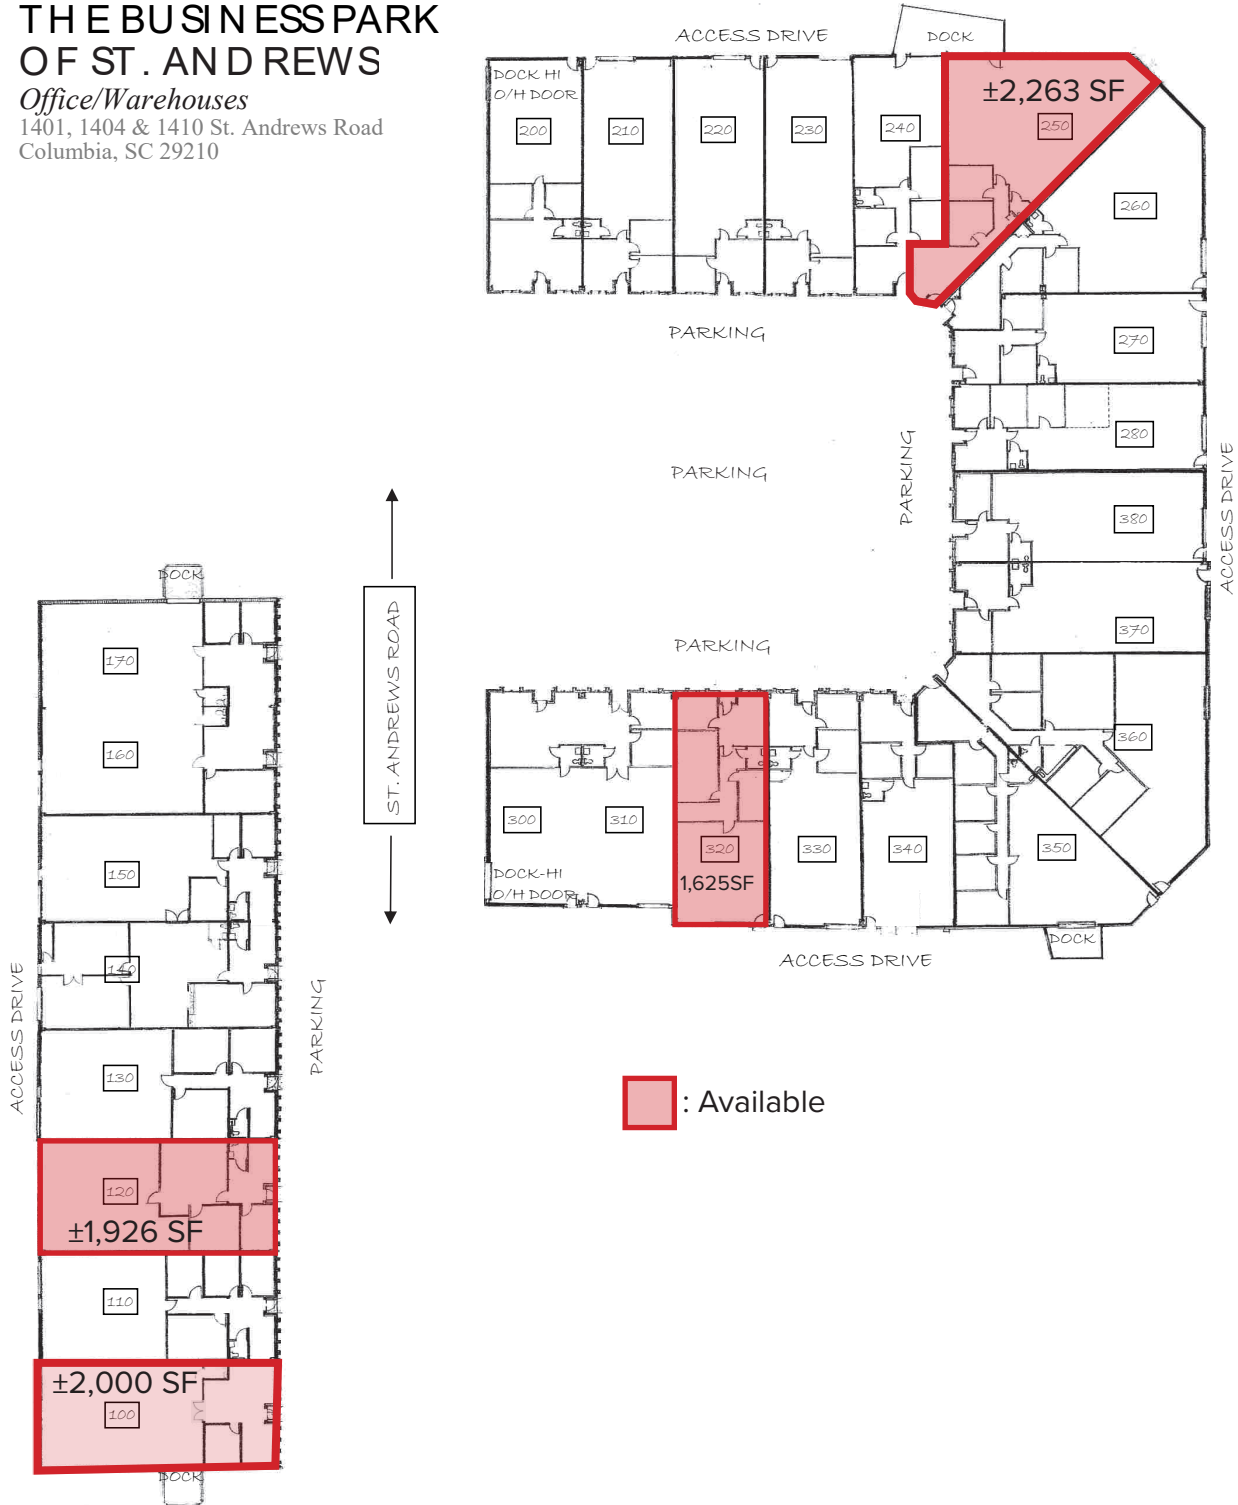 THE BUSINESS PARK
OF ST. ANDREWS
Office/Warehouses
1401, 1404 & 1410 St. Andrews Road
Columbia, SC 29210
ACCESS DRIVE
DOCK
DOCK HI
O/H DOOR
200
210
220
230
240
±2,263 SF
250
260
PARKING
270
280
PARKING
PARKING
ACCESS DRIVE
380
370
PARKING
360
300
310
320
1,625SF
330
340
350
DOCK-HI
O/H DOOR
DOCK
ACCESS DRIVE
ST. ANDREWS ROAD
DOCK
170
160
150
140
ACCESS DRIVE
PARKING
130
120
±1,926 SF
110
±2,000 SF
100
DOCK
: Available